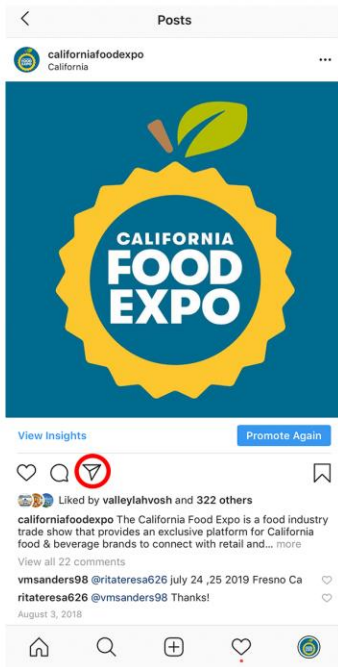 Posts
californiafoodexpo
California
CALIFORNIA
FOOD
EXPO
View Insights
Promote Again
Liked by valleylahvosh and 322 others
californiafoodexpo The California Food Expo is a food industry
trade show that provides an exclusive platform for California
food & beverage brands to connect with retail and... more
View all 22 comments
vmsanders98 @ritateresa626 july 24 ,25 2019 Fresno Ca
ritateresa626 @vmsanders98 Thanks!
August 3, 2018